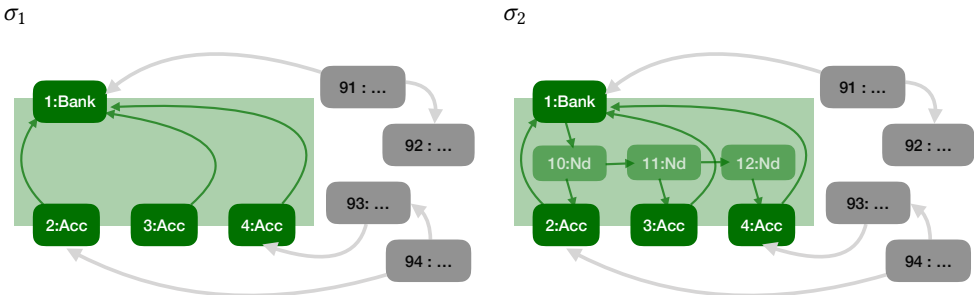 σ1
σ2
1:Bank
91 : ...
92 : ...
2:Acc
3:Acc
4:Acc
93: ...
94 : ...
1:Bank
91 : ...
92 : ...
10:Nd
11:Nd
12:Nd
2:Acc
3:Acc
4:Acc
93: ...
94 : ...